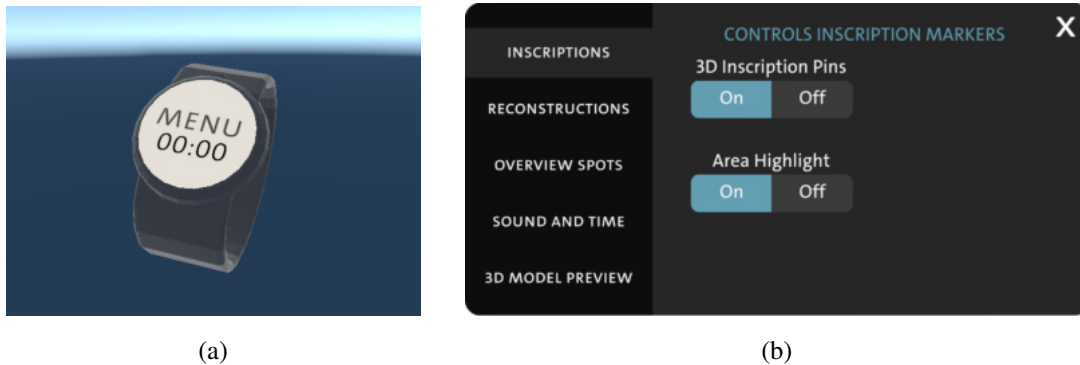 MENU
00:00
INSCRIPTIONS
RECONSTRUCTIONS
OVERVIEW SPOTS
SOUND AND TIME
3D MODEL PREVIEW
X
CONTROLS INSCRIPTION MARKERS
3D Inscription Pins
On Off
Area Highlight
On Off
(a)
(b)